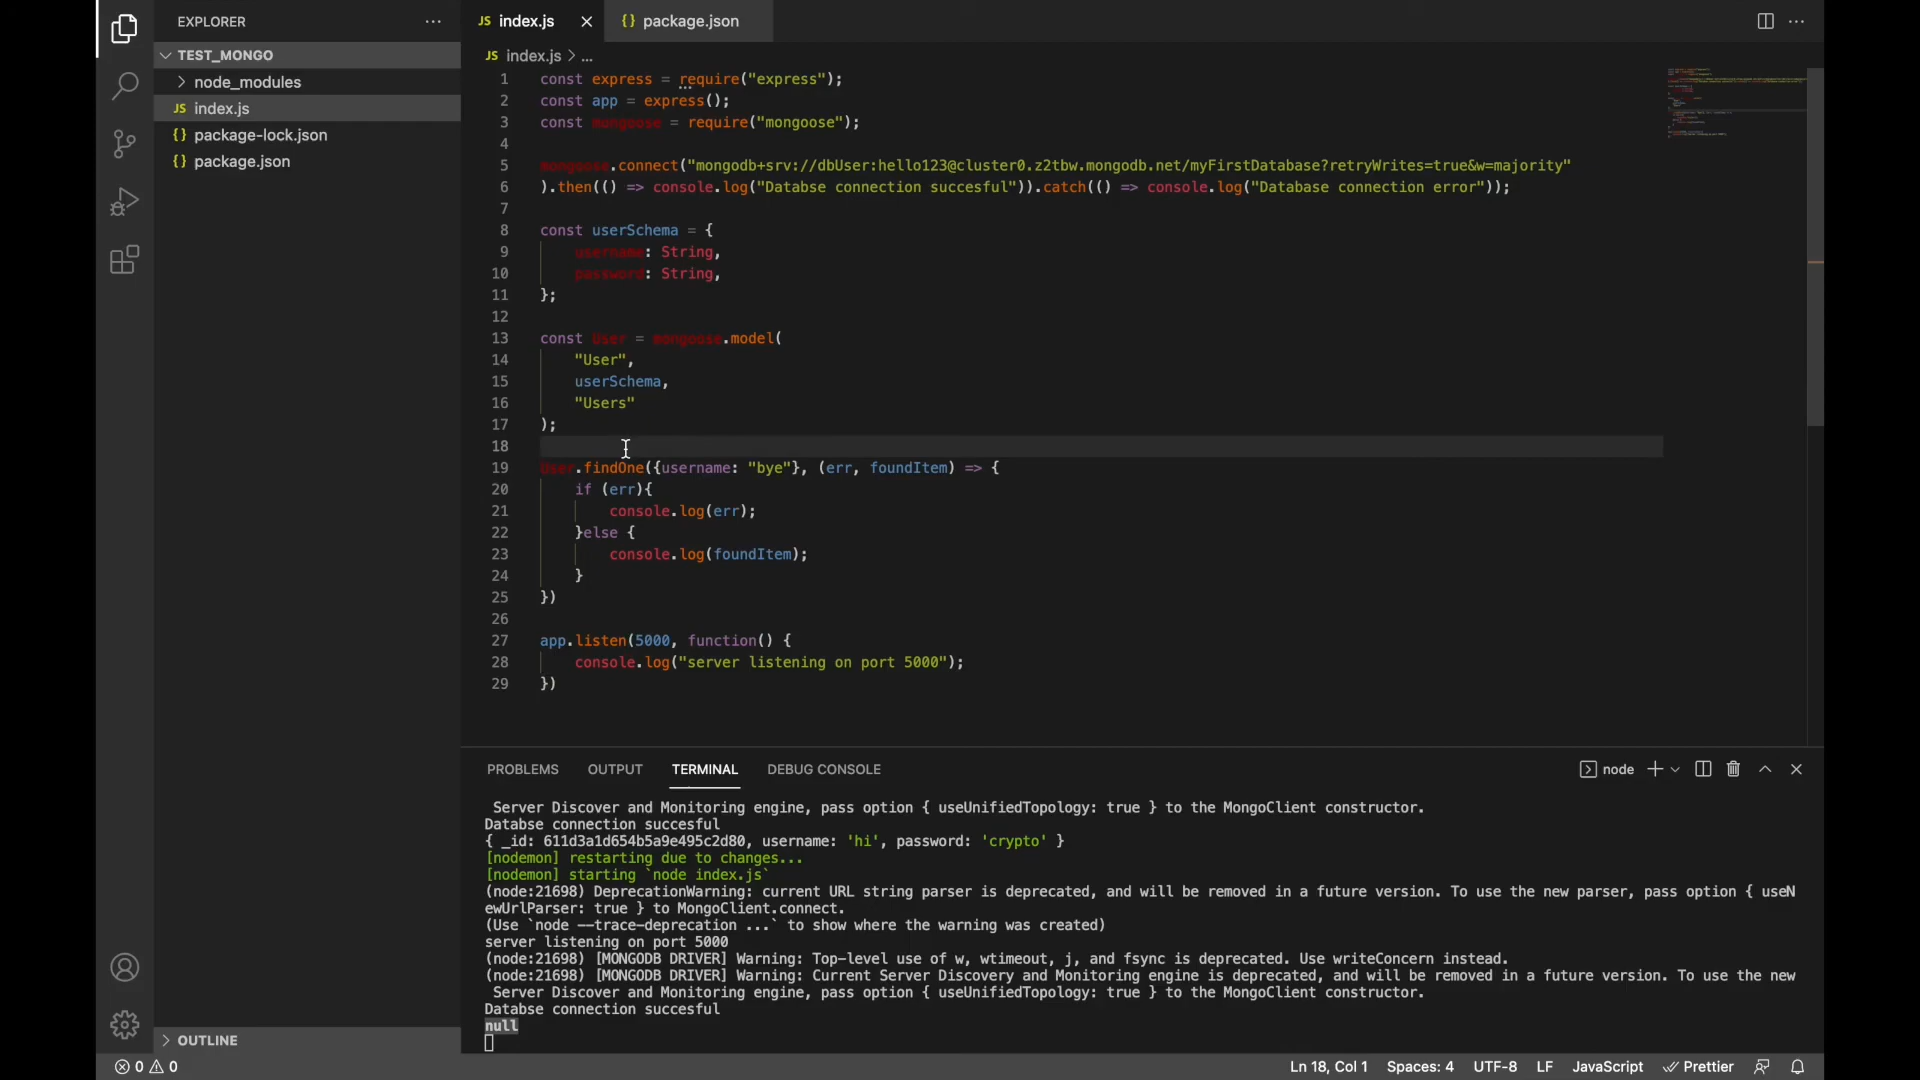 EXPLORER
TEST_MONGO
node_modules
JS index.js
{} package-lock.json
{} package.json
OUTLINE
JS index.js
{} package.json
JS index.js > ...
1 const express = require("express");
2 const app = express();
3 const mongoose = require("mongoose");
4
5 mongoose.connect("mongodb+srv://dbUser:hello123@cluster0.z2tbw.mongodb.net/myFirstDatabase?retryWrites=true&w=majority"
6 ).then(() => console.log("Databse connection succesful")).catch(() => console.log("Database connection error"));
7
8 const userSchema = {
9 username: String,
10 password: String,
11 };
12
13 const User = mongoose.model(
14 "User",
15 userSchema,
16 "Users"
17 );
18
19 User.findOne({username: "bye"}, (err, foundItem) => {
20 if (err){
21 console.log(err);
22 }else {
23 console.log(foundItem);
24 }
25 })
26
27 app.listen(5000, function() {
28 console.log("server listening on port 5000");
29 })
PROBLEMS OUTPUT TERMINAL DEBUG CONSOLE
node
Server Discover and Monitoring engine, pass option { useUnifiedTopology: true } to the MongoClient constructor.
Databse connection succesful
{ _id: 611d3a1d654b5a9e495c2d80, username: 'hi', password: 'crypto' }
[nodemon] restarting due to changes...
[nodemon] starting `node index.js`
(node:21698) DeprecationWarning: current URL string parser is deprecated, and will be removed in a future version. To use the new parser, pass option { useN
ewUrlParser: true } to MongoClient.connect.
(Use `node --trace-deprecation ...` to show where the warning was created)
server listening on port 5000
(node:21698) [MONGODB DRIVER] Warning: Top-level use of w, wtimeout, j, and fsync is deprecated. Use writeConcern instead.
(node:21698) [MONGODB DRIVER] Warning: Current Server Discovery and Monitoring engine is deprecated, and will be removed in a future version. To use the new
Server Discover and Monitoring engine, pass option { useUnifiedTopology: true } to the MongoClient constructor.
Databse connection succesful
null
0 0
Ln 18, Col 1 Spaces: 4 UTF-8 LF JavaScript Prettier